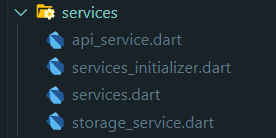 services
api_service.dart
services_initializer.dart
services.dart
storage_service.dart